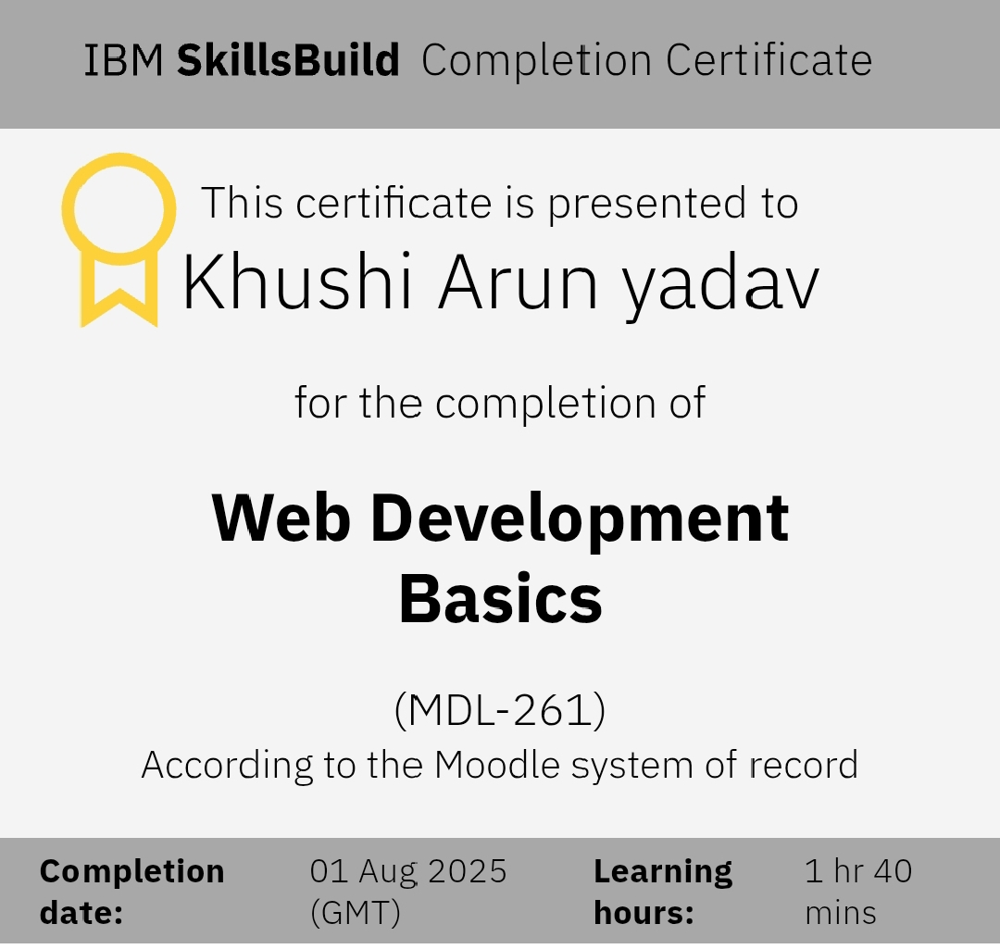 IBM SkillsBuild Completion Certificate
This certificate is presented to
Khushi Arun yadav
for the completion of
Web Development
Basics
(MDL-261)
According to the Moodle system of record
Completion date:
01 Aug 2025 (GMT)
Learning hours:
1 hr 40 mins